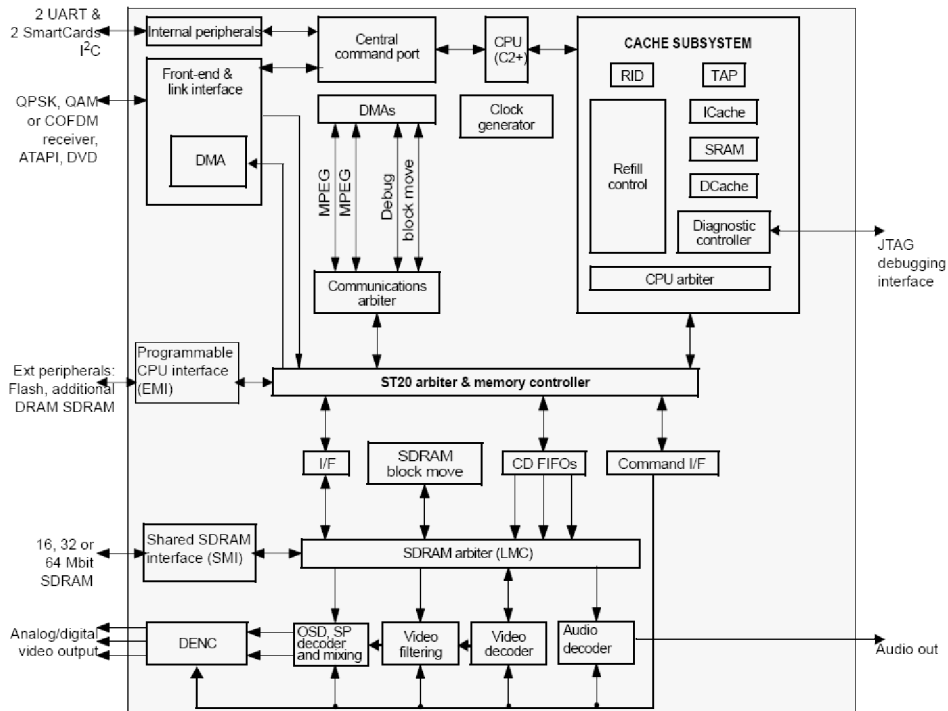 2 UART &
2 SmartCards
I²C
Internal peripherals
Central
command port
CPU
(C2+)
CACHE SUBSYSTEM
RID
TAP
ICache
SRAM
DCache
Refill
control
Diagnostic
controller
CPU arbiter
JTAG
debugging
interface
Front-end &
link interface
DMA
QPSK, QAM
or COFDM
receiver,
ATAPI, DVD
DMAs
Clock
generator
MPEG
MPEG
Debug
block move
Communications
arbiter
Ext peripherals:
Flash, additional
DRAM SDRAM
Programmable
CPU interface
(EMI)
ST20 arbiter & memory controller
I/F
SDRAM
block move
CD FIFOs
Command I/F
16, 32 or
64 Mbit
SDRAM
Shared SDRAM
interface (SMI)
SDRAM arbiter (LMC)
Analog/digital
video output
DENC
OSD, SP
decoder
and mixing
Video
filtering
Video
decoder
Audio
decoder
Audio out